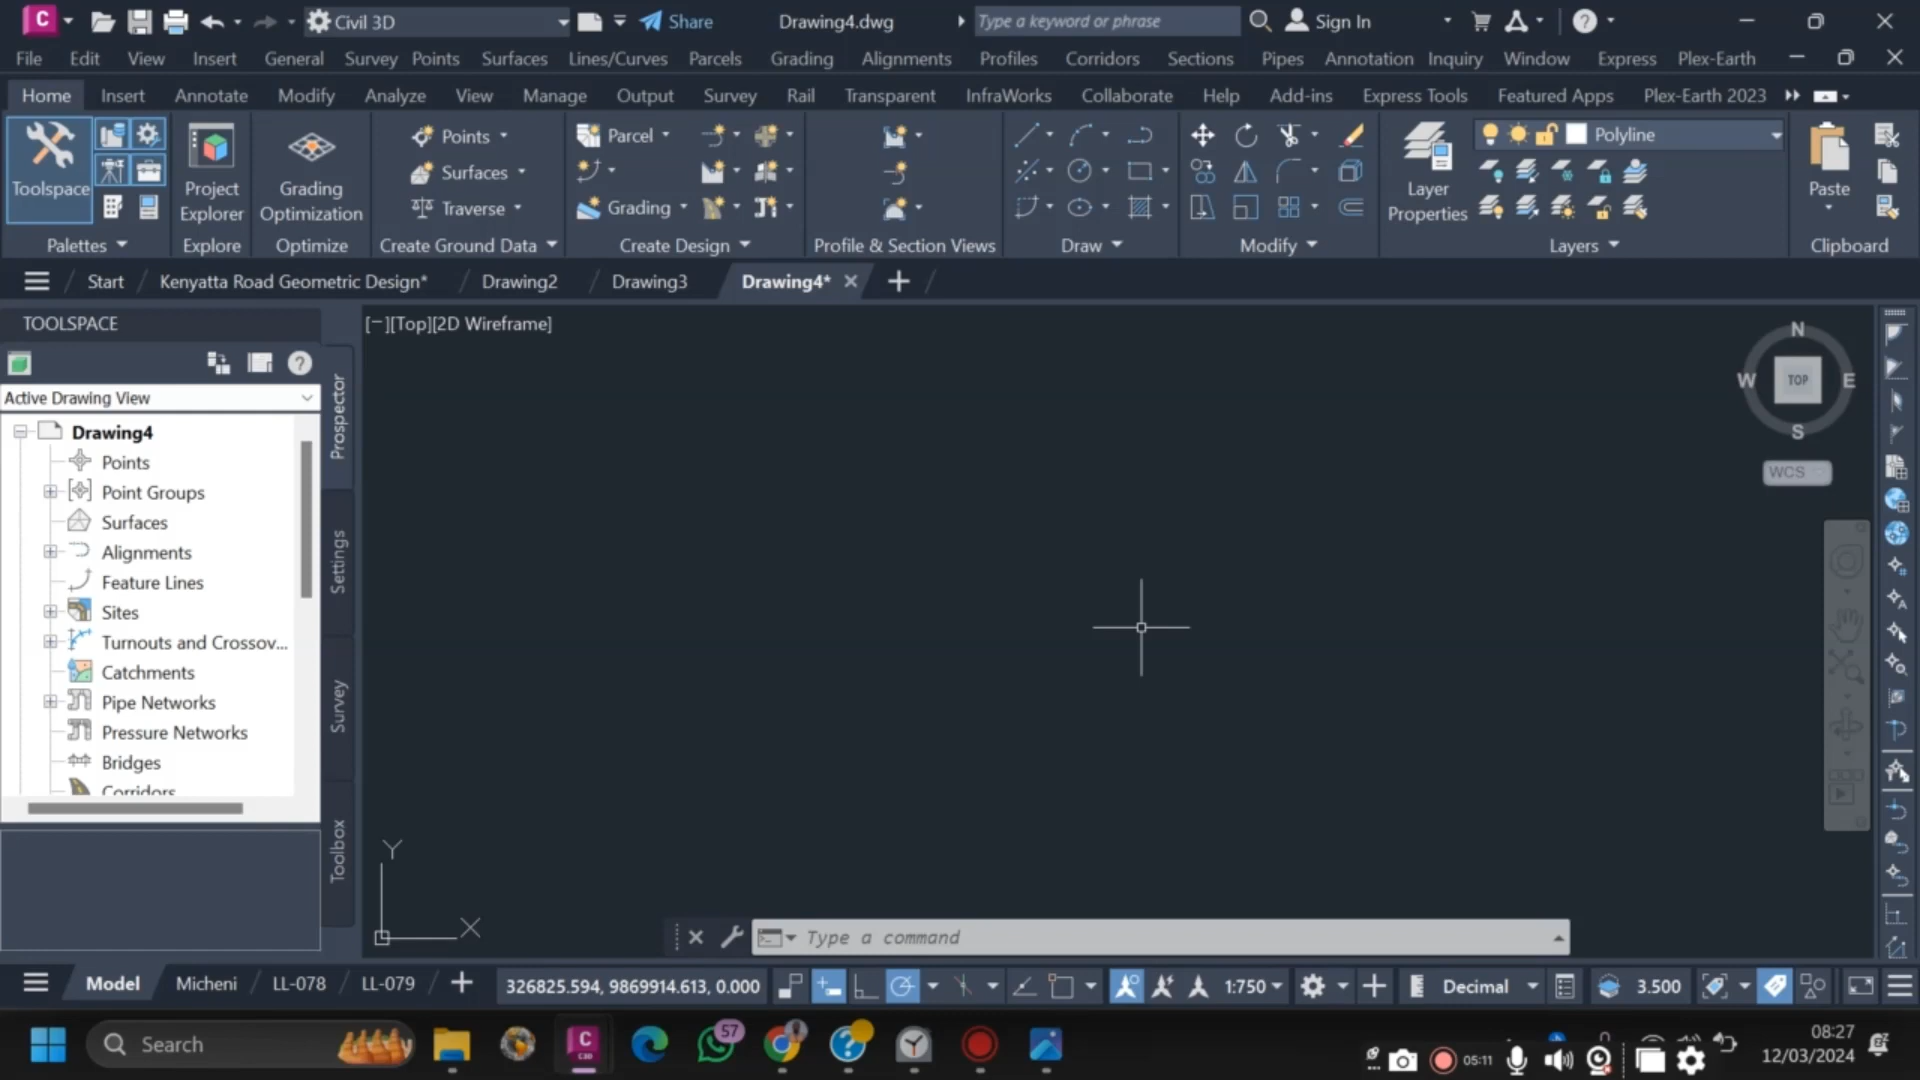 C Civil 3D Share Drawing4.dwg Type a keyword or phrase Sign In
File Edit View Insert General Survey Points Surfaces Lines/Curves Parcels Grading Alignments Profiles Corridors Sections Pipes Annotation Inquiry Window Express Plex-Earth
Home Insert Annotate Modify Analyze View Manage Output Survey Rail Transparent InfraWorks Collaborate Help Add-ins Express Tools Featured Apps Plex-Earth 2023
Points Parcel Polyline
Surfaces
Toolspace Project Grading Layer Paste
Explorer Optimization Traverse Grading Properties
Palettes Explore Optimize Create Ground Data Create Design Profile & Section Views Draw Modify Layers Clipboard
Start Kenyatta Road Geometric Design* Drawing2 Drawing3 Drawing4*
TOOLSPACE
[−][Top][2D Wireframe]
N
W TOP E
S
WCS
Active Drawing View
Drawing4
Points
Point Groups
Surfaces
Alignments
Feature Lines
Sites
Turnouts and Crossov...
Catchments
Pipe Networks
Pressure Networks
Bridges
Corridors
Prospector
Settings
Survey
Toolbox
Y
X
Type a command
Model Micheni LL-078 LL-079 326825.594, 9869914.613, 0.000 1:750 Decimal 3.500
Search C C3D 57 05:11 08:27
12/03/2024